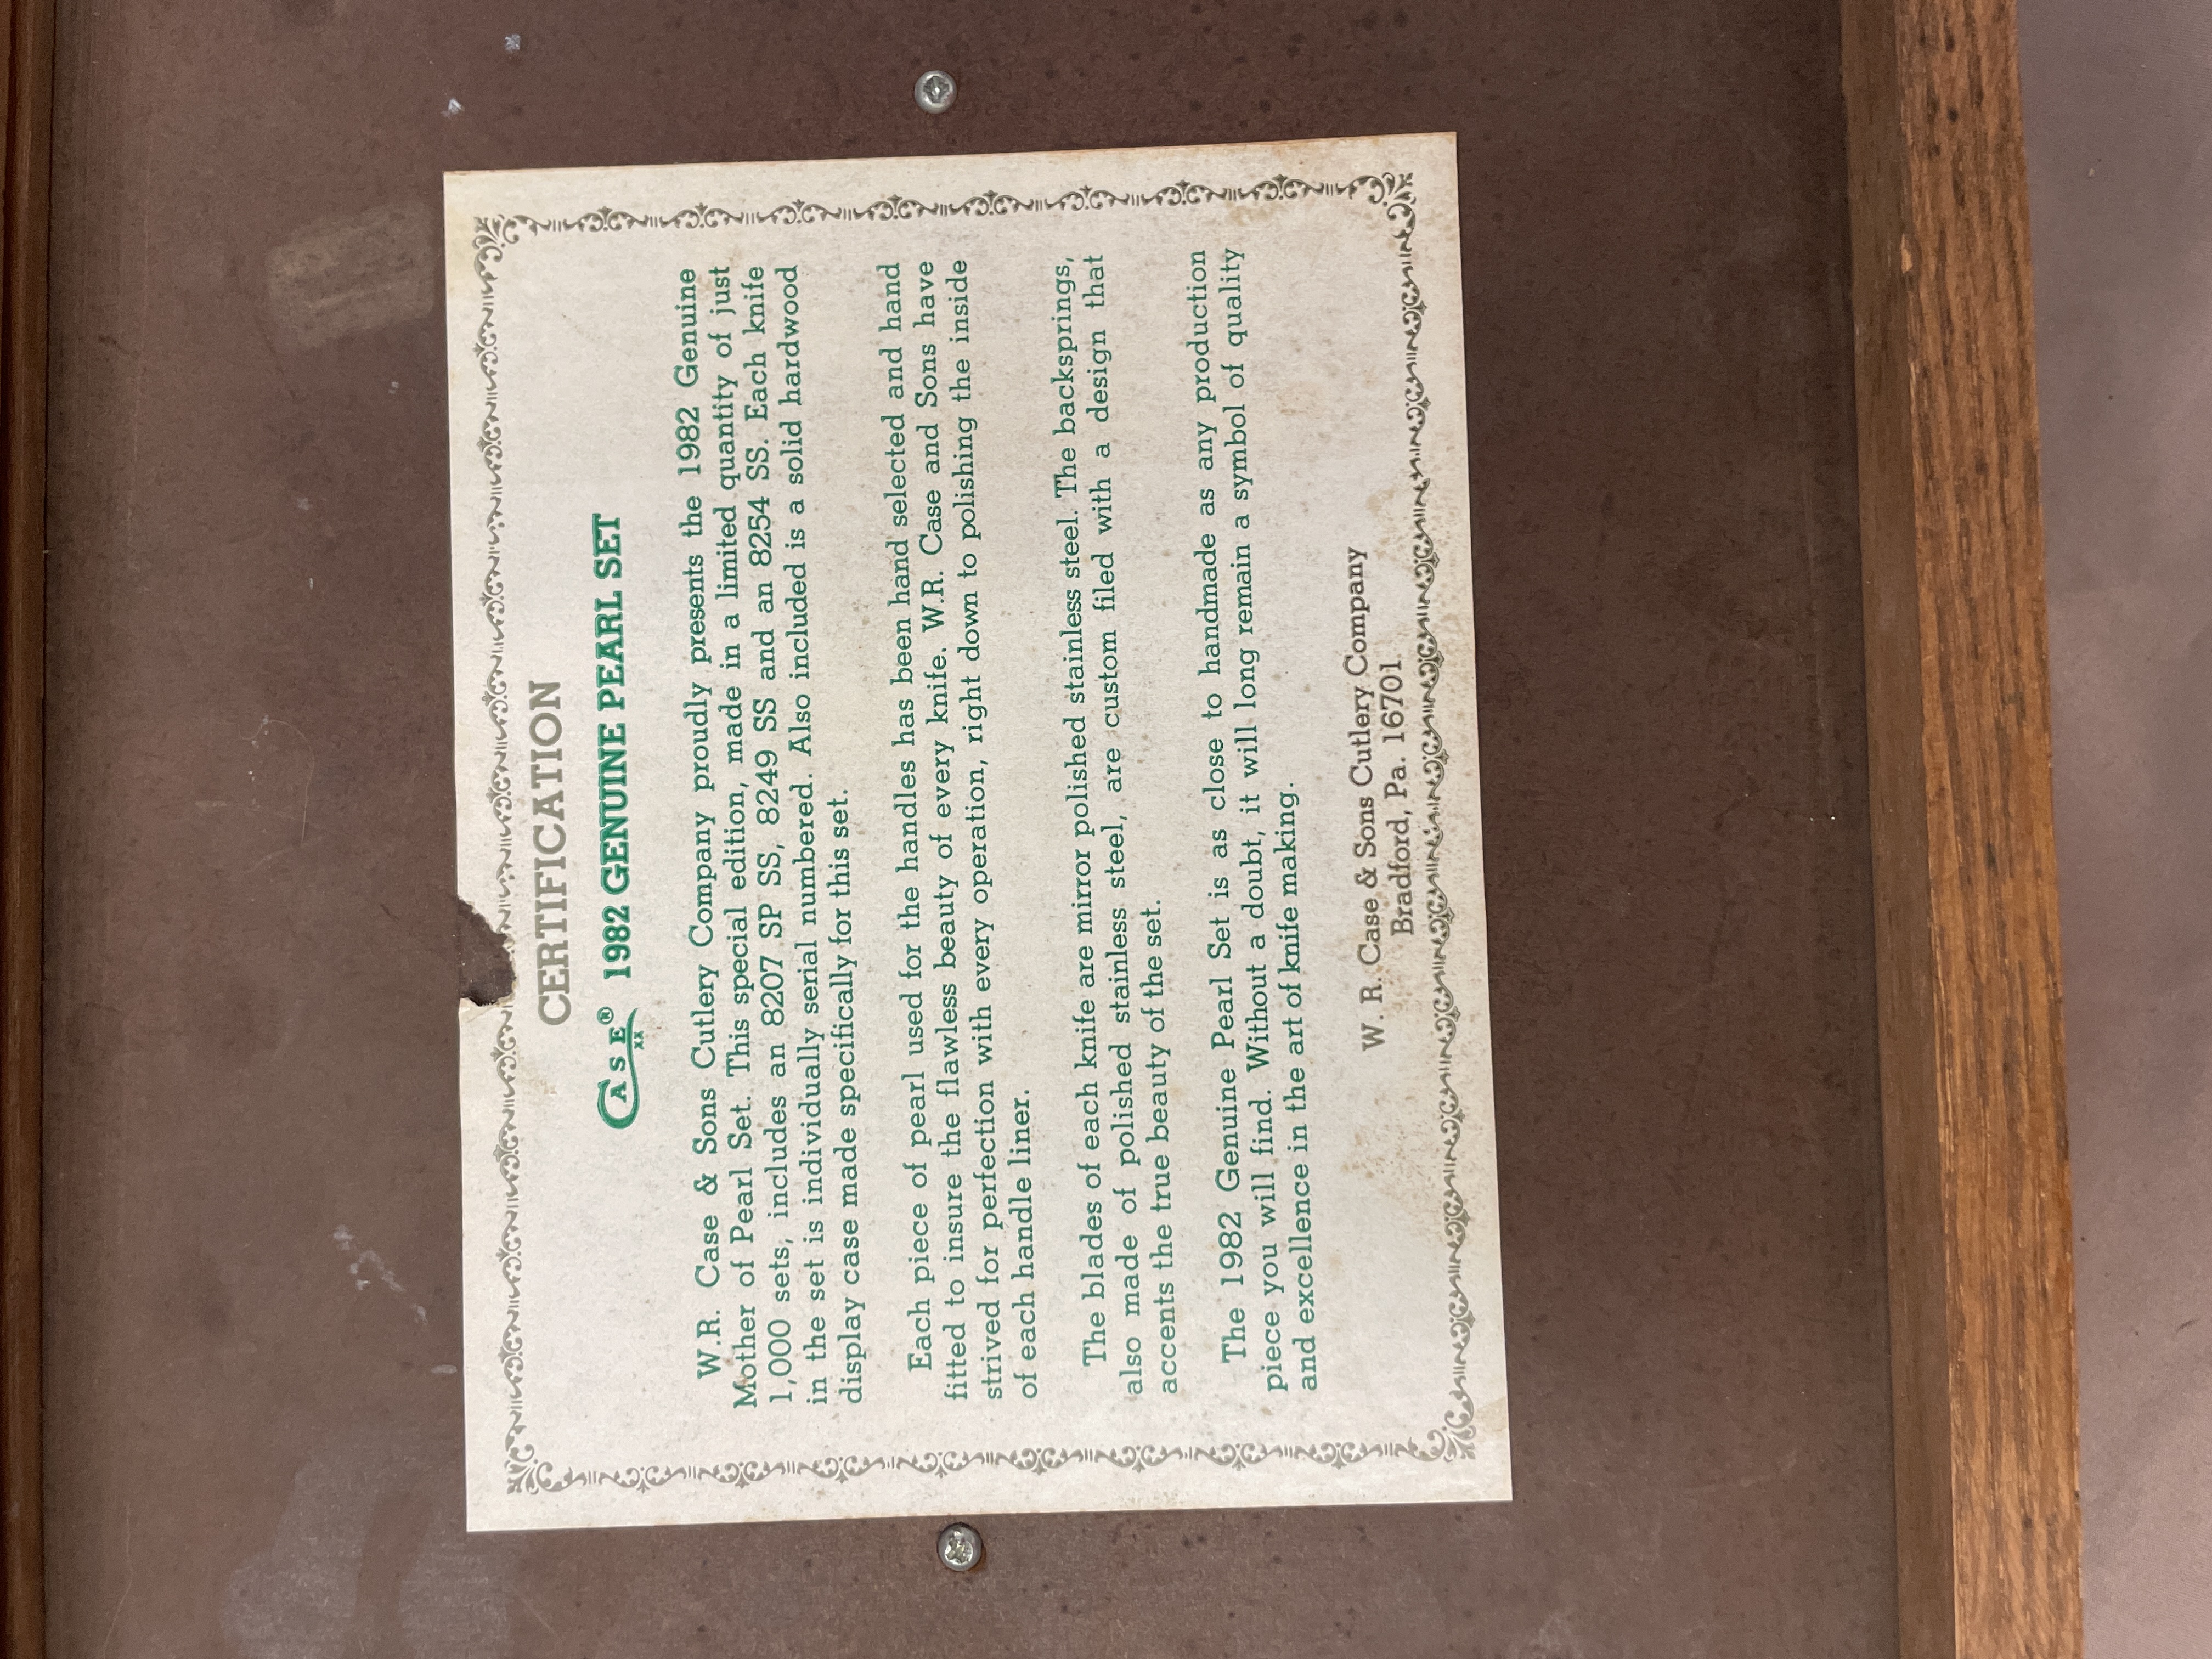 CERTIFICATION
CASE® XX 1982 GENUINE PEARL SET
W.R. Case & Sons Cutlery Company proudly presents the 1982 Genuine
Mother of Pearl Set. This special edition, made in a limited quantity of just
1,000 sets, includes an 8207 SP SS, 8249 SS and an 8254 SS. Each knife
in the set is individually serial numbered. Also included is a solid hardwood
display case made specifically for this set.
Each piece of pearl used for the handles has been hand selected and hand
fitted to insure the flawless beauty of every knife. W.R. Case and Sons have
strived for perfection with every operation, right down to polishing the inside
of each handle liner.
The blades of each knife are mirror polished stainless steel. The backsprings,
also made of polished stainless steel, are custom filed with a design that
accents the true beauty of the set.
The 1982 Genuine Pearl Set is as close to handmade as any production
piece you will find. Without a doubt, it will long remain a symbol of quality
and excellence in the art of knife making.
W. R. Case & Sons Cutlery Company
Bradford, Pa. 16701